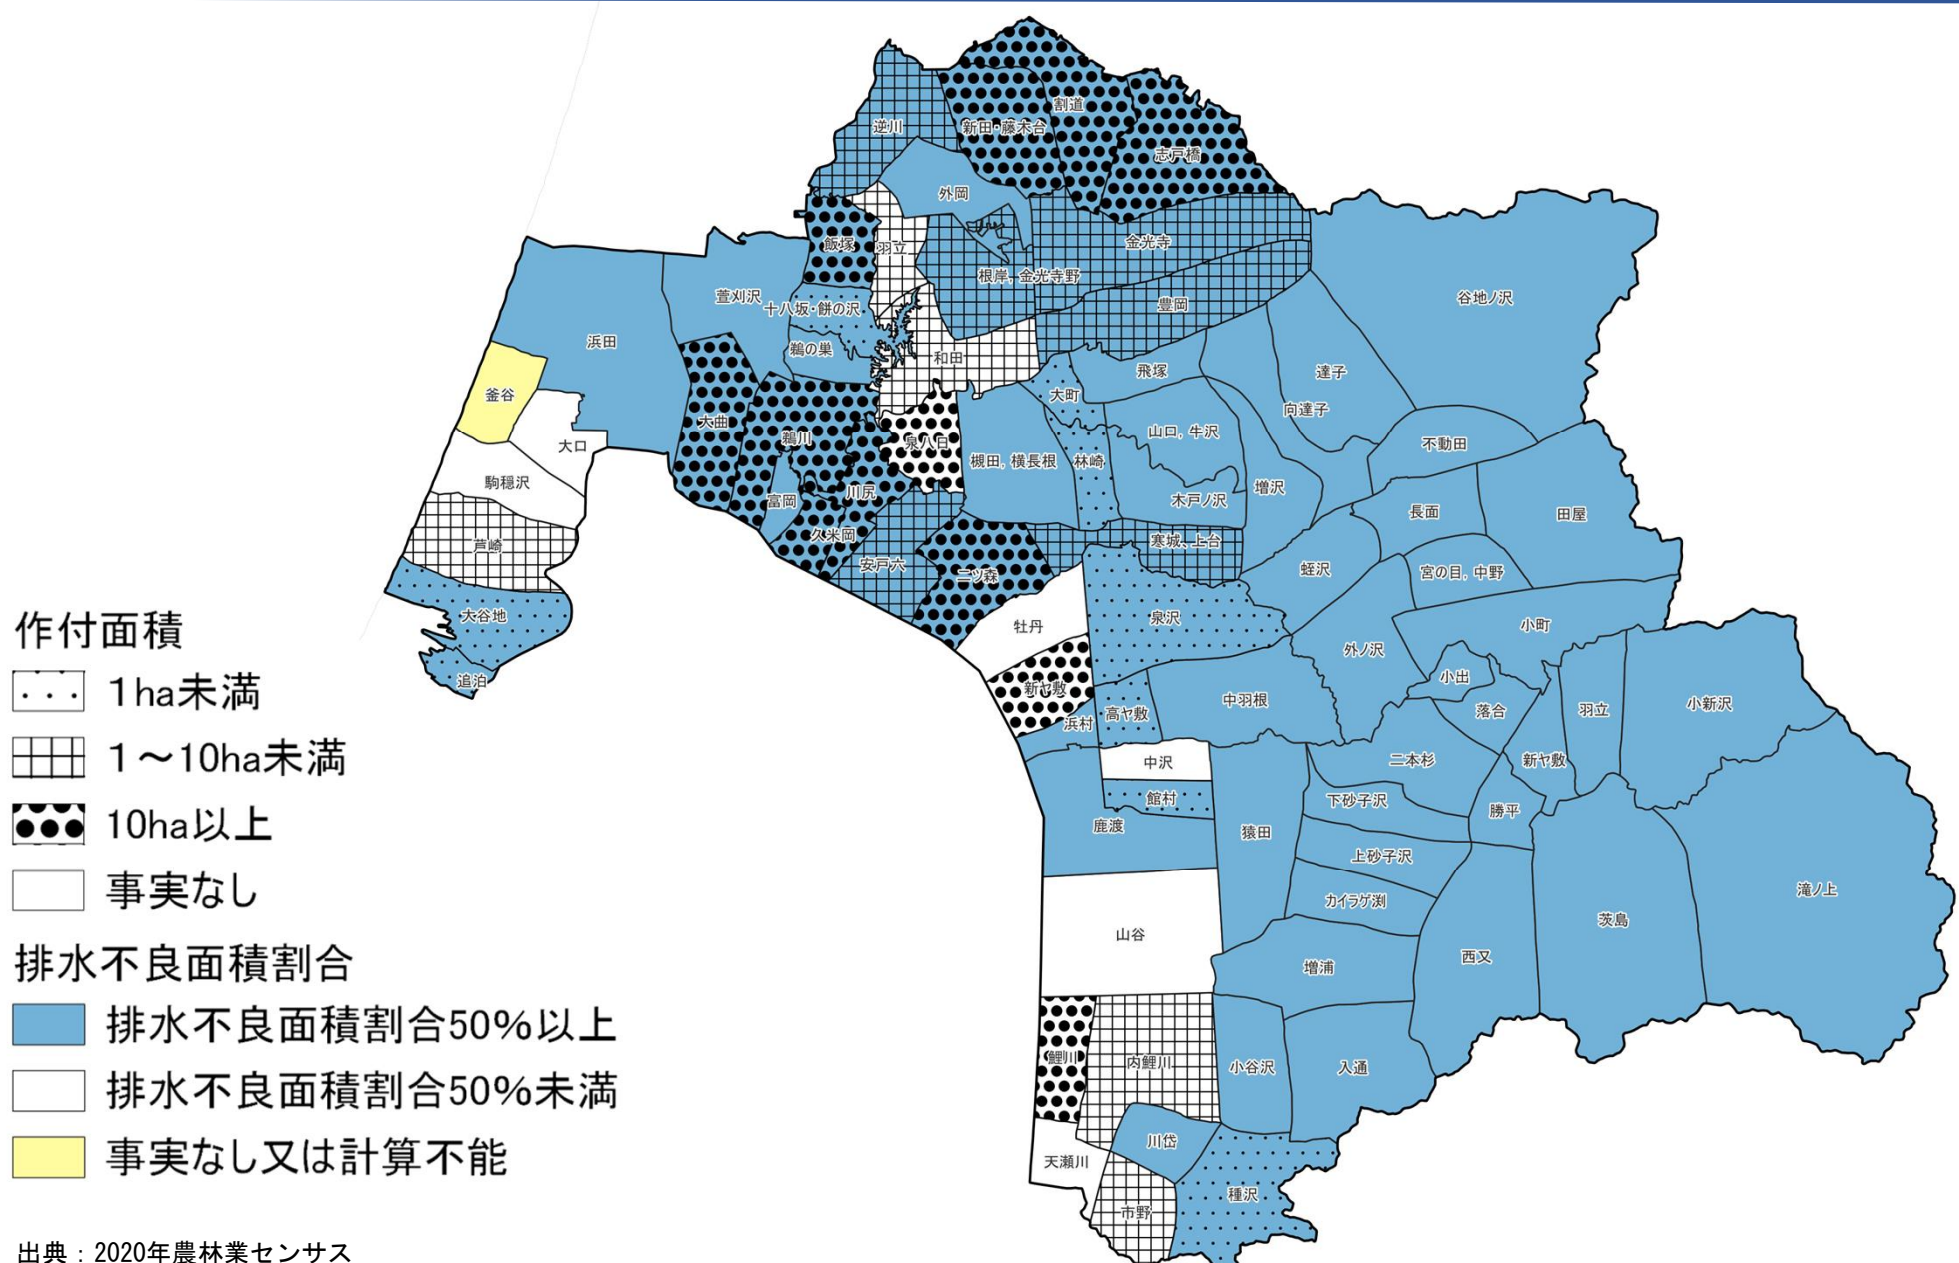 割道
逆川
新田・藤木台
志戸橋
外岡
飯塚
羽立
金光寺
根岸, 金光寺野
萱刈沢
十八坂・餅の沢
豊岡
谷地ノ沢
浜田
鵜の巣
和田
飛塚
達子
釜谷
大町
向達子
大曲
鵜川
泉八日
山口, 牛沢
不動田
大口
槻田, 横長根
林崎
駒穏沢
富岡
川尻
木戸ノ沢
増沢
長面
田屋
芦崎
久米岡
寒城、上台
安戸六
二ツ森
蛭沢
宮の目, 中野
大谷地
牡丹
泉沢
小町
外ノ沢
追泊
新ヤ敷
小出
浜村
高ヤ敷
中羽根
落合
羽立
小新沢
中沢
二本杉
新ヤ敷
館村
下砂子沢
勝平
鹿渡
猿田
上砂子沢
カイラゲ渕
滝ノ上
山谷
茨島
増浦
西又
鯉川
内鯉川
小谷沢
入通
川岱
天瀬川
種沢
市野
作付面積
1ha未満
1～10ha未満
10ha以上
事実なし
排水不良面積割合
排水不良面積割合50%以上
排水不良面積割合50%未満
事実なし又は計算不能
出典：2020年農林業センサス